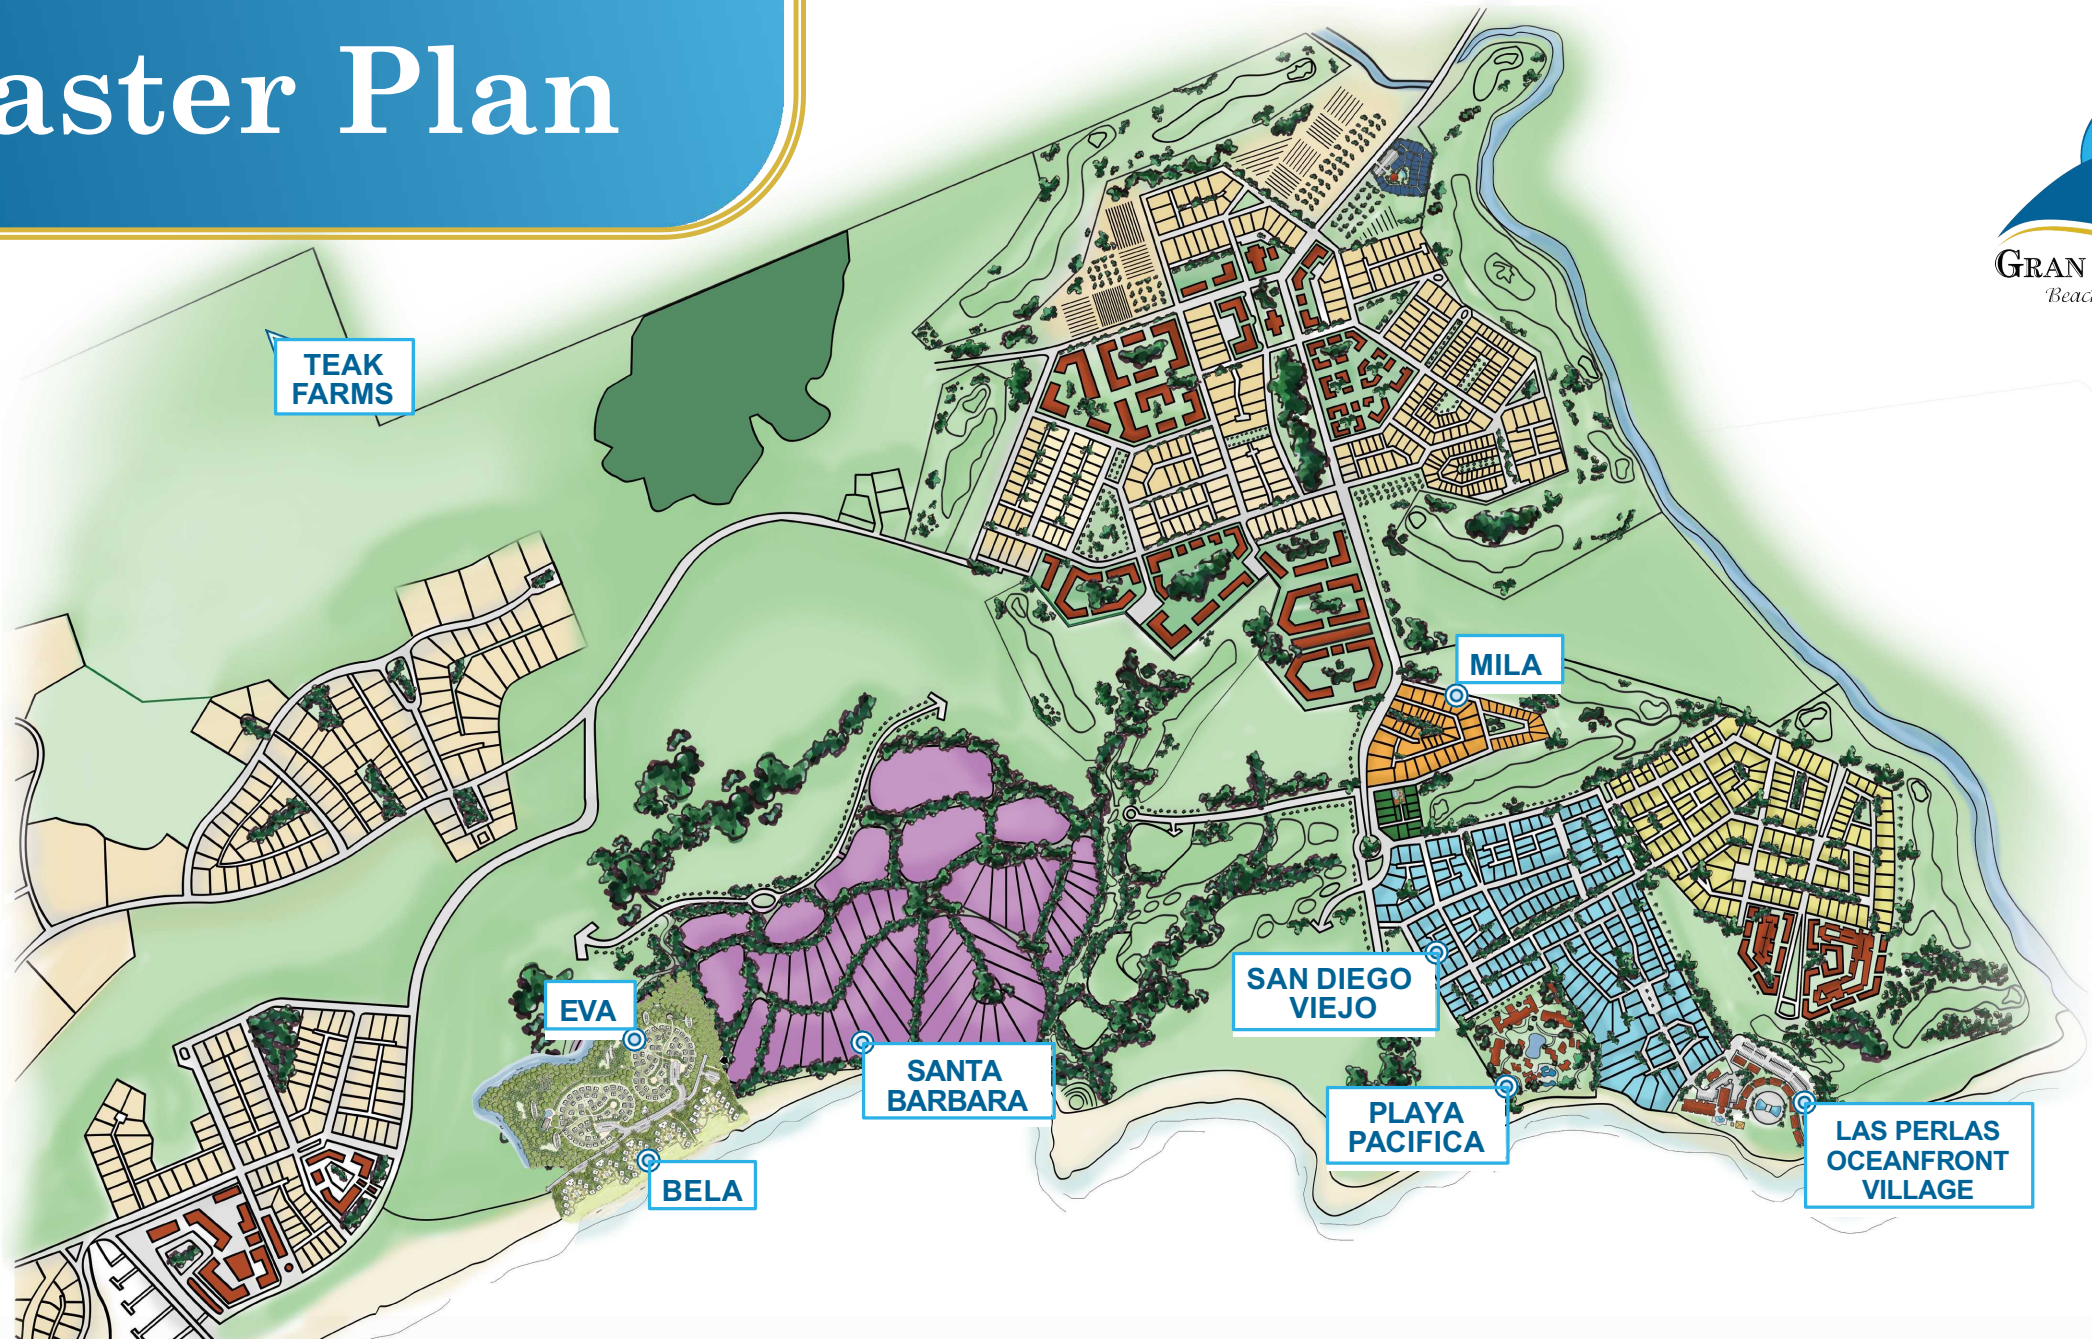 aster Plan
GRAN
Beac
TEAK
FARMS
MILA
EVA
SAN DIEGO
VIEJO
SANTA
BARBARA
PLAYA
PACIFICA
LAS PERLAS
OCEANFRONT
VILLAGE
BELA